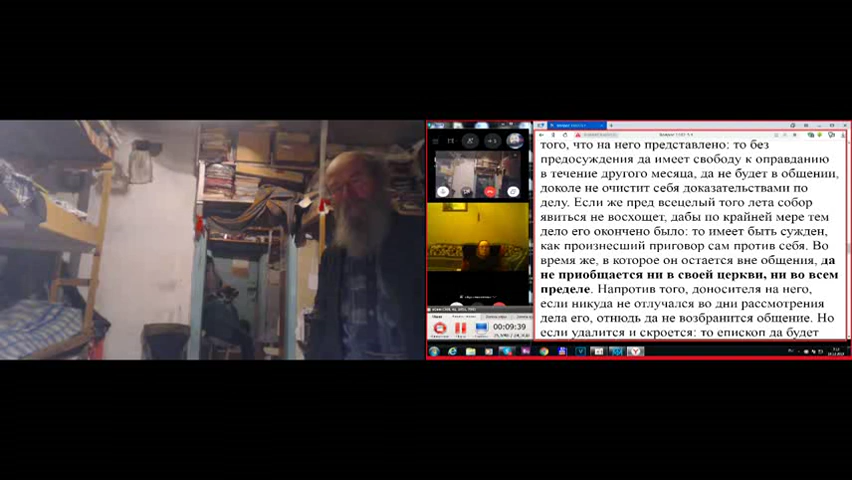 того, что на него представлено: то без
предосуждения да имеет свободу к оправданию
в течение другого месяца, да не будет в общении,
доколе не очистит себя доказательствами по
делу. Если же пред всецелый того лета собор
явиться не восхощет, дабы по крайней мере тем
дело его окончено было: то имеет быть сужден,
как произнесший приговор сам против себя. Во
время же, в которое он остается вне общения, да
не приобщается ни в своей церкви, ни во всем
пределе. Напротив того, доносителя на него,
если никуда не отлучался во дни рассмотрения
дела его, отнюдь да не возбранится общение. Но
если удалится и скроется: то епископ да будет
00:09:39